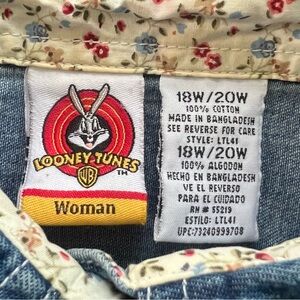 LOONEY TUNES
WB
TM
Woman
18W/20W
100% COTTON
MADE IN BANGLADESH
SEE REVERSE FOR CARE
STYLE: LTL41
18W/20W
100% ALGODON
HECHO EN BANGLADESH
VE EL REVERSO
PARA EL CUIDADO
RN # 55219
ESTILO: LTL41
UPC:73240999708